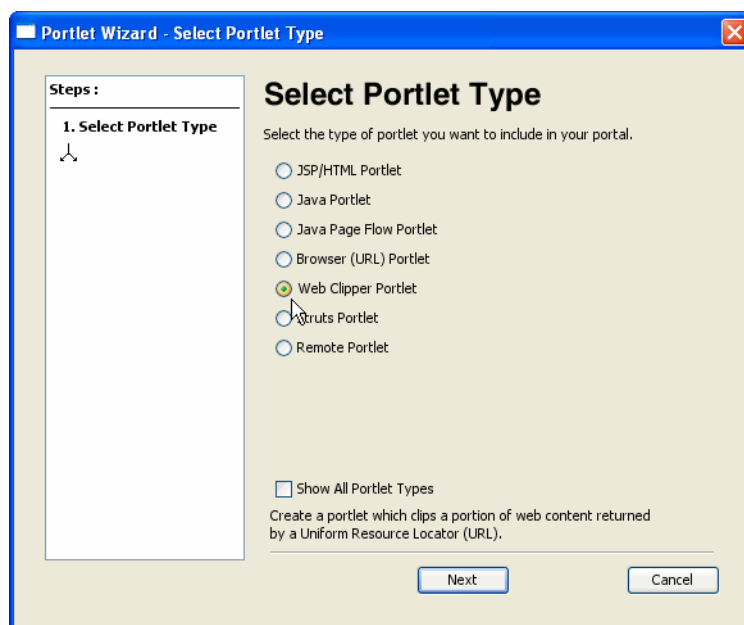 Portlet Wizard - Select Portlet Type
Steps :
1. Select Portlet Type
Select Portlet Type
Select the type of portlet you want to include in your portal.
JSP/HTML Portlet
Java Portlet
Java Page Flow Portlet
Browser (URL) Portlet
Web Clipper Portlet
Struts Portlet
Remote Portlet
Show All Portlet Types
Create a portlet which clips a portion of web content returned
by a Uniform Resource Locator (URL).
Next
Cancel